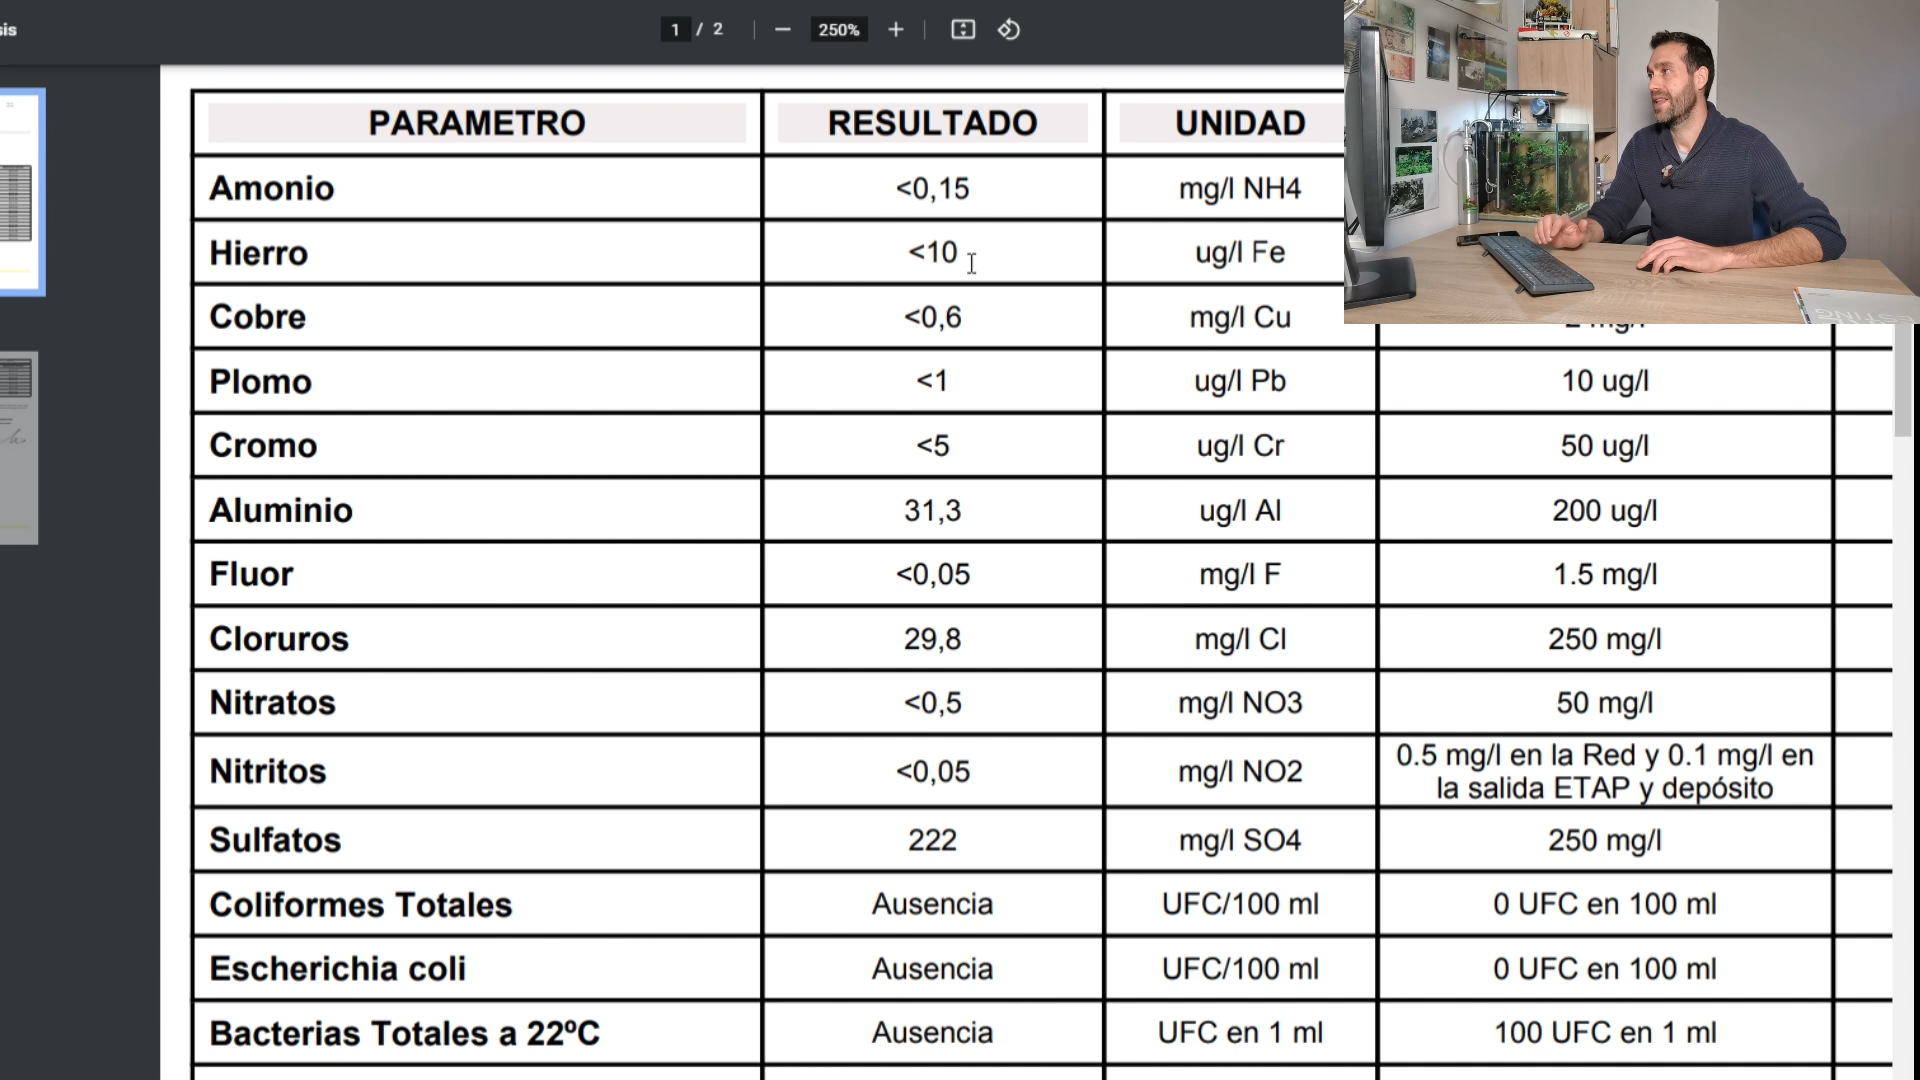 sis
1 / 2
250%
PARAMETRO RESULTADO UNIDAD
Amonio <0,15 mg/l NH4
Hierro <10 ug/l Fe
Cobre <0,6 mg/l Cu
Plomo <1 ug/l Pb 10 ug/l
Cromo <5 ug/l Cr 50 ug/l
Aluminio 31,3 ug/l Al 200 ug/l
Fluor <0,05 mg/l F 1.5 mg/l
Cloruros 29,8 mg/l Cl 250 mg/l
Nitratos <0,5 mg/l NO3 50 mg/l
Nitritos <0,05 mg/l NO2 0.5 mg/l en la Red y 0.1 mg/l en
la salida ETAP y depósito
Sulfatos 222 mg/l SO4 250 mg/l
Coliformes Totales Ausencia UFC/100 ml 0 UFC en 100 ml
Escherichia coli Ausencia UFC/100 ml 0 UFC en 100 ml
Bacterias Totales a 22ºC Ausencia UFC en 1 ml 100 UFC en 1 ml